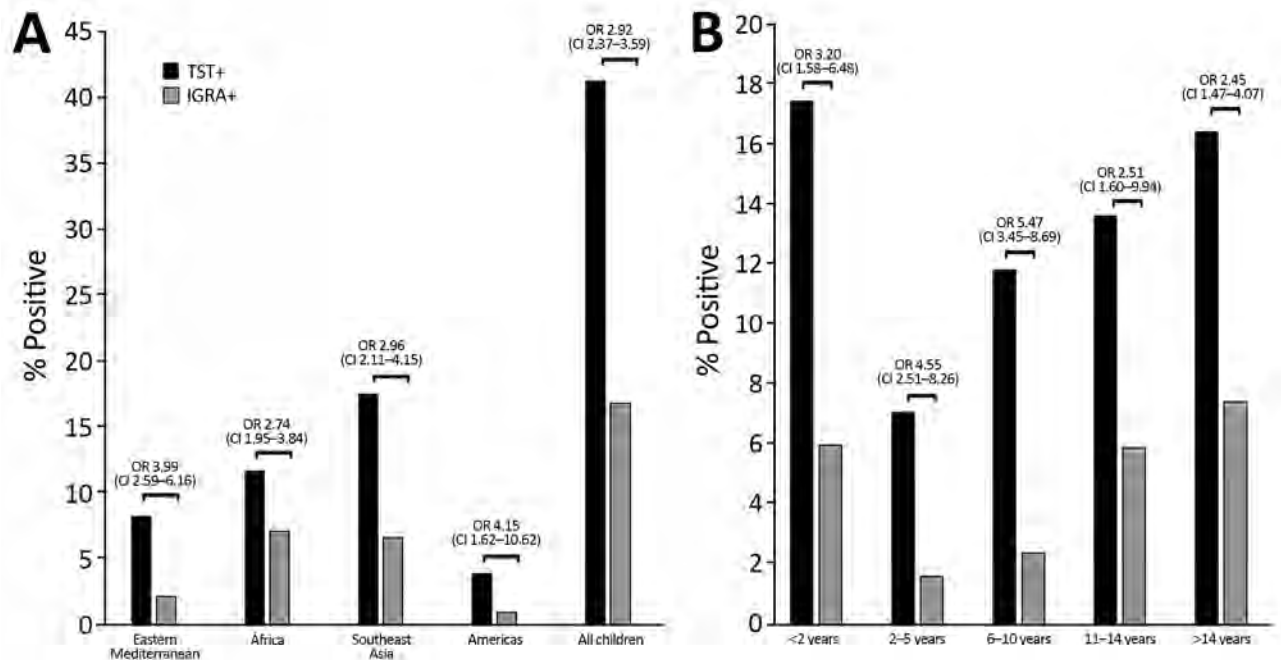 A
45
40
35
30
25
20
15
10
5
0
% Positive
TST+
IGRA+
OR 3.99
(CI 2.59–6.16)
OR 2.74
(CI 1.95–3.84)
OR 2.96
(CI 2.11–4.15)
OR 4.15
(CI 1.62–10.62)
OR 2.92
(CI 2.37–3.59)
Eastern
Mediterranean
Africa
Southeast
Asia
Americas
All children
B
20
18
16
14
12
10
8
6
4
2
0
% Positive
OR 3.20
(CI 1.58–6.48)
OR 4.55
(CI 2.51–8.26)
OR 5.47
(CI 3.45–8.69)
OR 2.51
(CI 1.60–9.94)
OR 2.45
(CI 1.47–4.07)
<2 years
2–5 years
6–10 years
11–14 years
>14 years